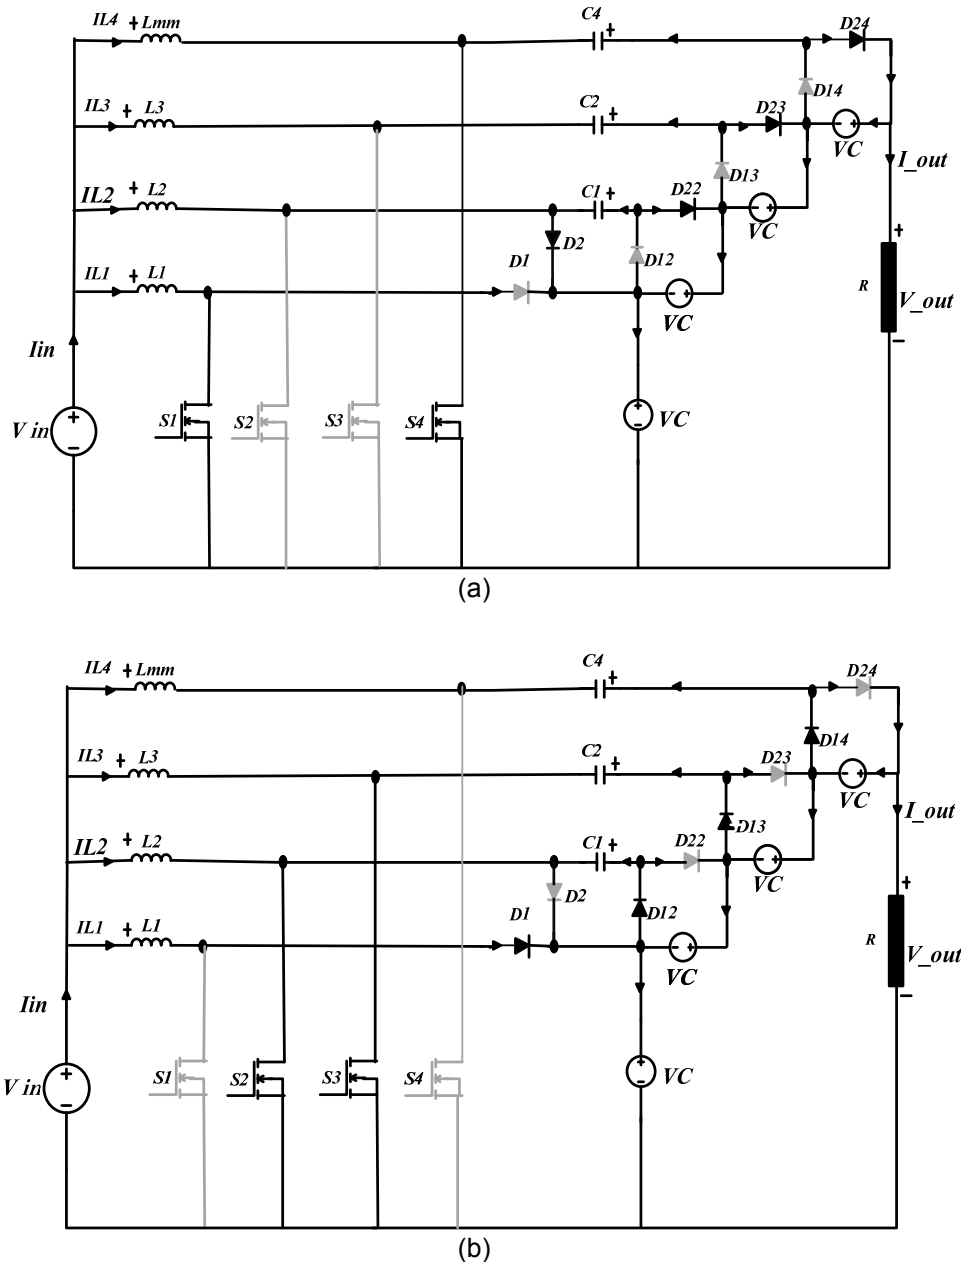 IL4 + Lmm C4 + D24
IL3 + L3 C2 + D23 D14 - + VC
I_out
IL2 + L2 C1 + D22 D13 - + VC
D2 D12
IL1 + L1 D1 - + VC
+ R V_out -
Iin
V in + - S1 S2 S3 S4 + - VC
(a)
IL4 + Lmm C4 + D24
IL3 + L3 C2 + D23 D14 - + VC
I_out
IL2 + L2 C1 + D22 D13 - + VC
D2 D12
IL1 + L1 D1 - + VC
+ R V_out -
Iin
V in + - S1 S2 S3 S4 + - VC
(b)